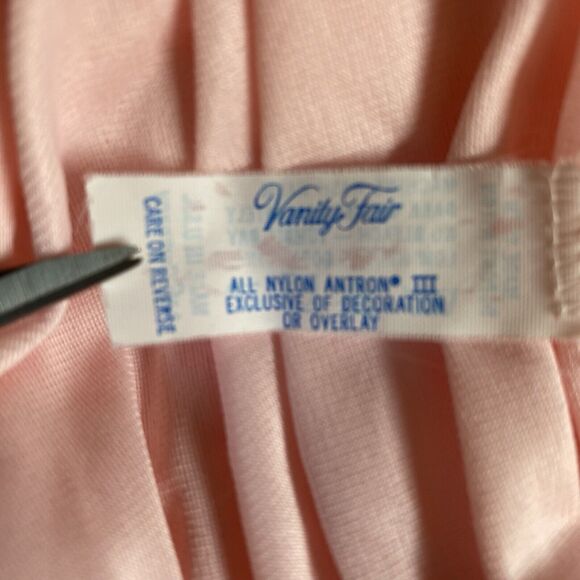 Vanity Fair
ALL NYLON ANTRON® III
EXCLUSIVE OF DECORATION
OR OVERLAY
CARE ON REVERSE